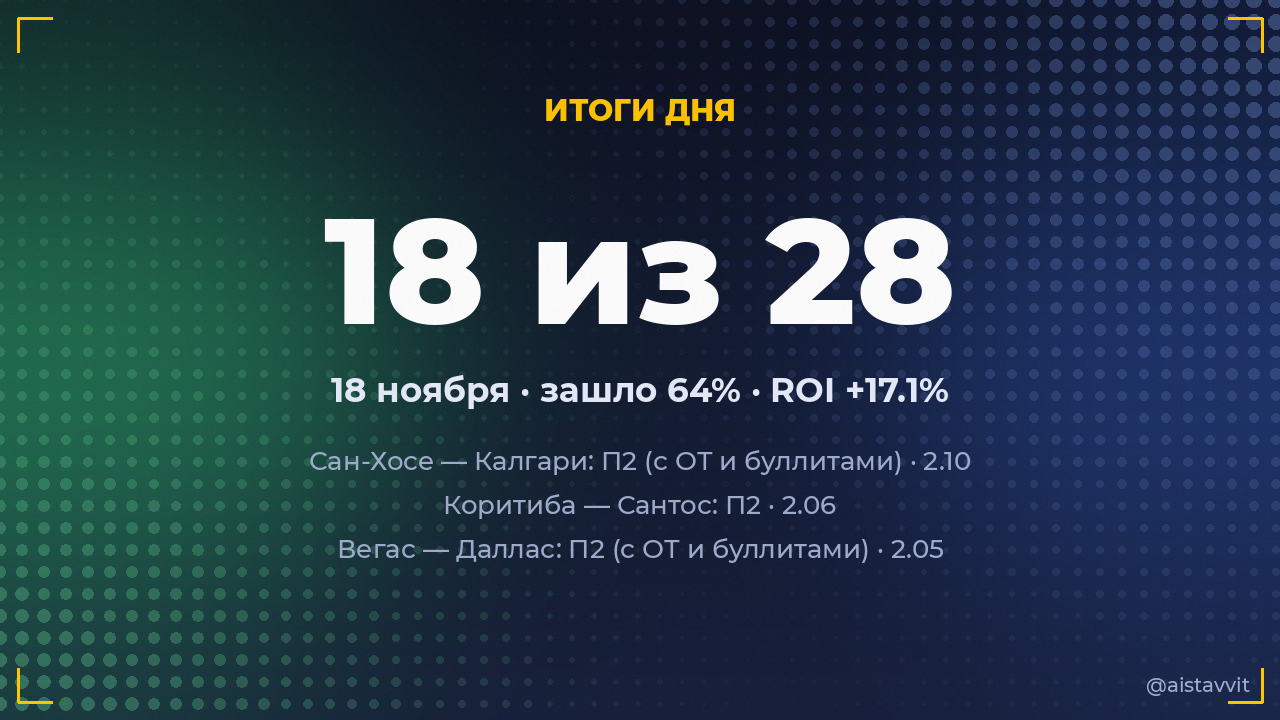 ИТОГИ ДНЯ
18 из 28
18 ноября · зашло 64% · ROI +17.1%
Сан-Хосе — Калгари: П2 (с ОТ и буллитами) · 2.10
Коритиба — Сантос: П2 · 2.06
Вегас — Даллас: П2 (с ОТ и буллитами) · 2.05
@aistavvit